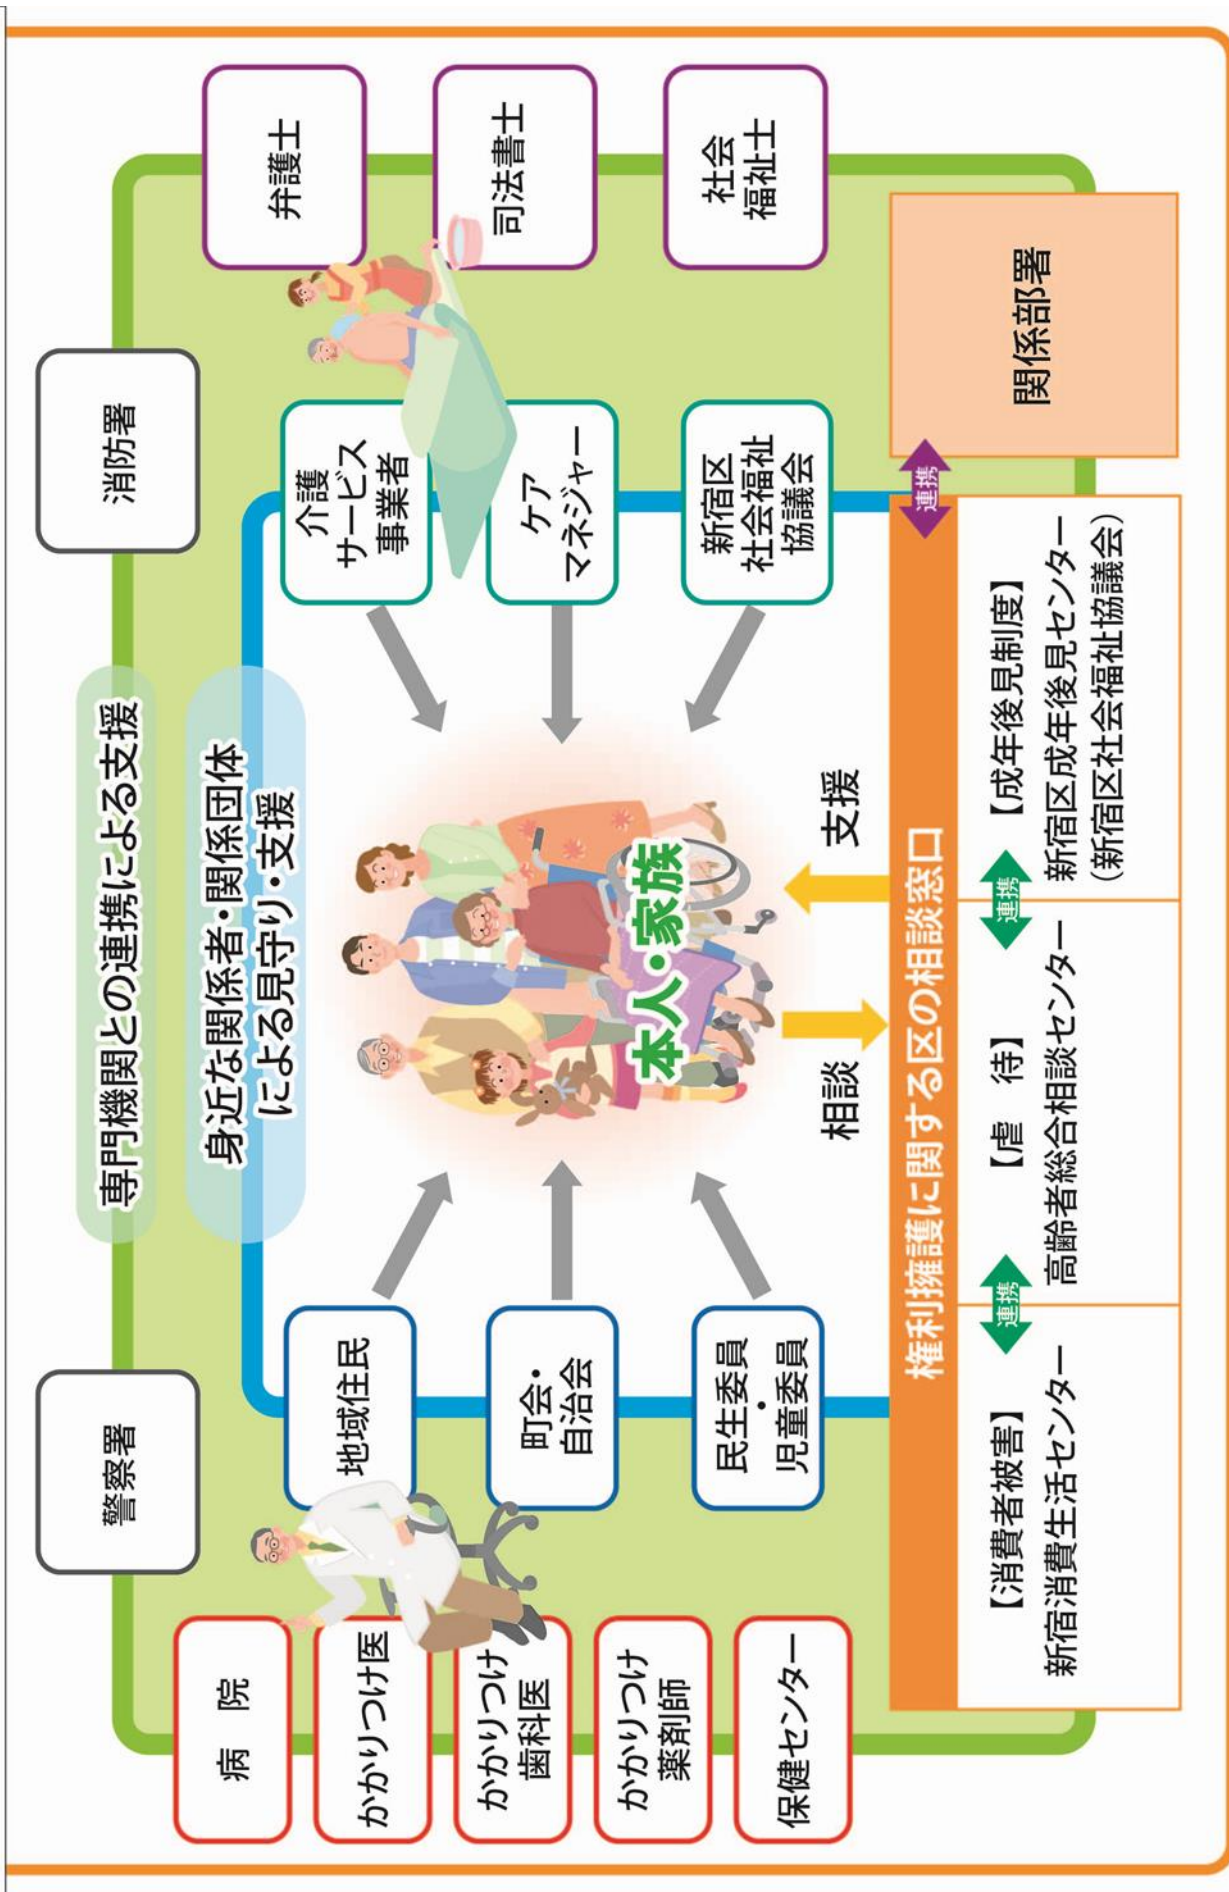 専門機関との連携による支援
警察署
消防署
身近な関係者・関係団体
による見守り・支援
病　院
かかりつけ医
かかりつけ
歯科医
かかりつけ
薬剤師
保健センター
地域住民
町会・
自治会
民生委員
・
児童委員
本人・家族
介護
サービス
事業者
ケア
マネジャー
新宿区
社会福祉
協議会
弁護士
司法書士
社会
福祉士
相談
支援
権利擁護に関する区の相談窓口
連携
関係部署
【消費者被害】
新宿消費生活センター
連携
【虐　待】
高齢者総合相談センター
連携
【成年後見制度】
新宿区成年後見センター
（新宿区社会福祉協議会）